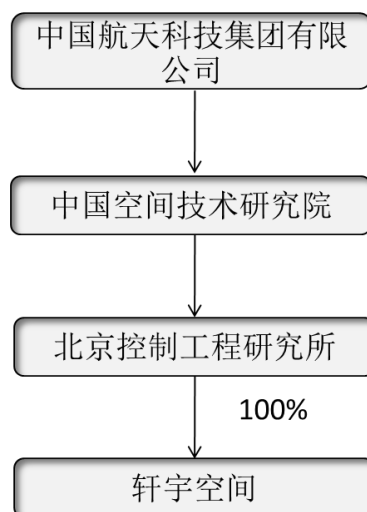 中国航天科技集团有限
公司
中国空间技术研究院
北京控制工程研究所
100%
轩宇空间